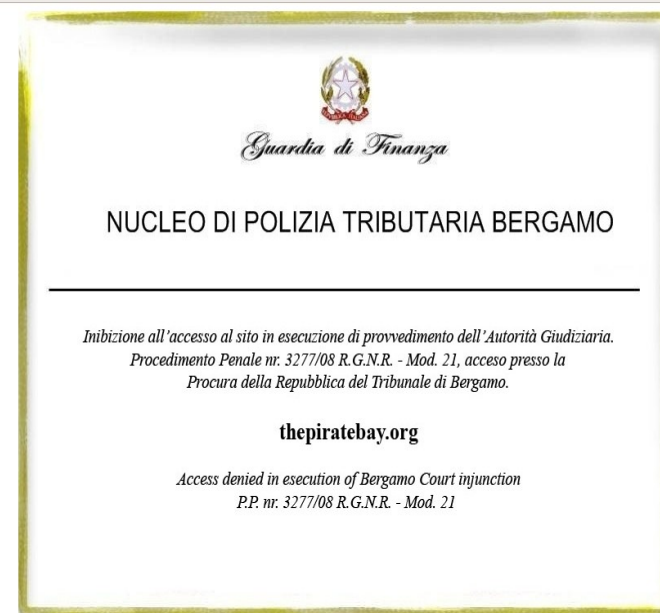 Guardia di Finanza
NUCLEO DI POLIZIA TRIBUTARIA BERGAMO
Inibizione all'accesso al sito in esecuzione di provvedimento dell'Autorità Giudiziaria.
Procedimento Penale nr. 3277/08 R.G.N.R. - Mod. 21, acceso presso la
Procura della Repubblica del Tribunale di Bergamo.
thepiratebay.org
Access denied in esecution of Bergamo Court injunction
P.P. nr. 3277/08 R.G.N.R. - Mod. 21